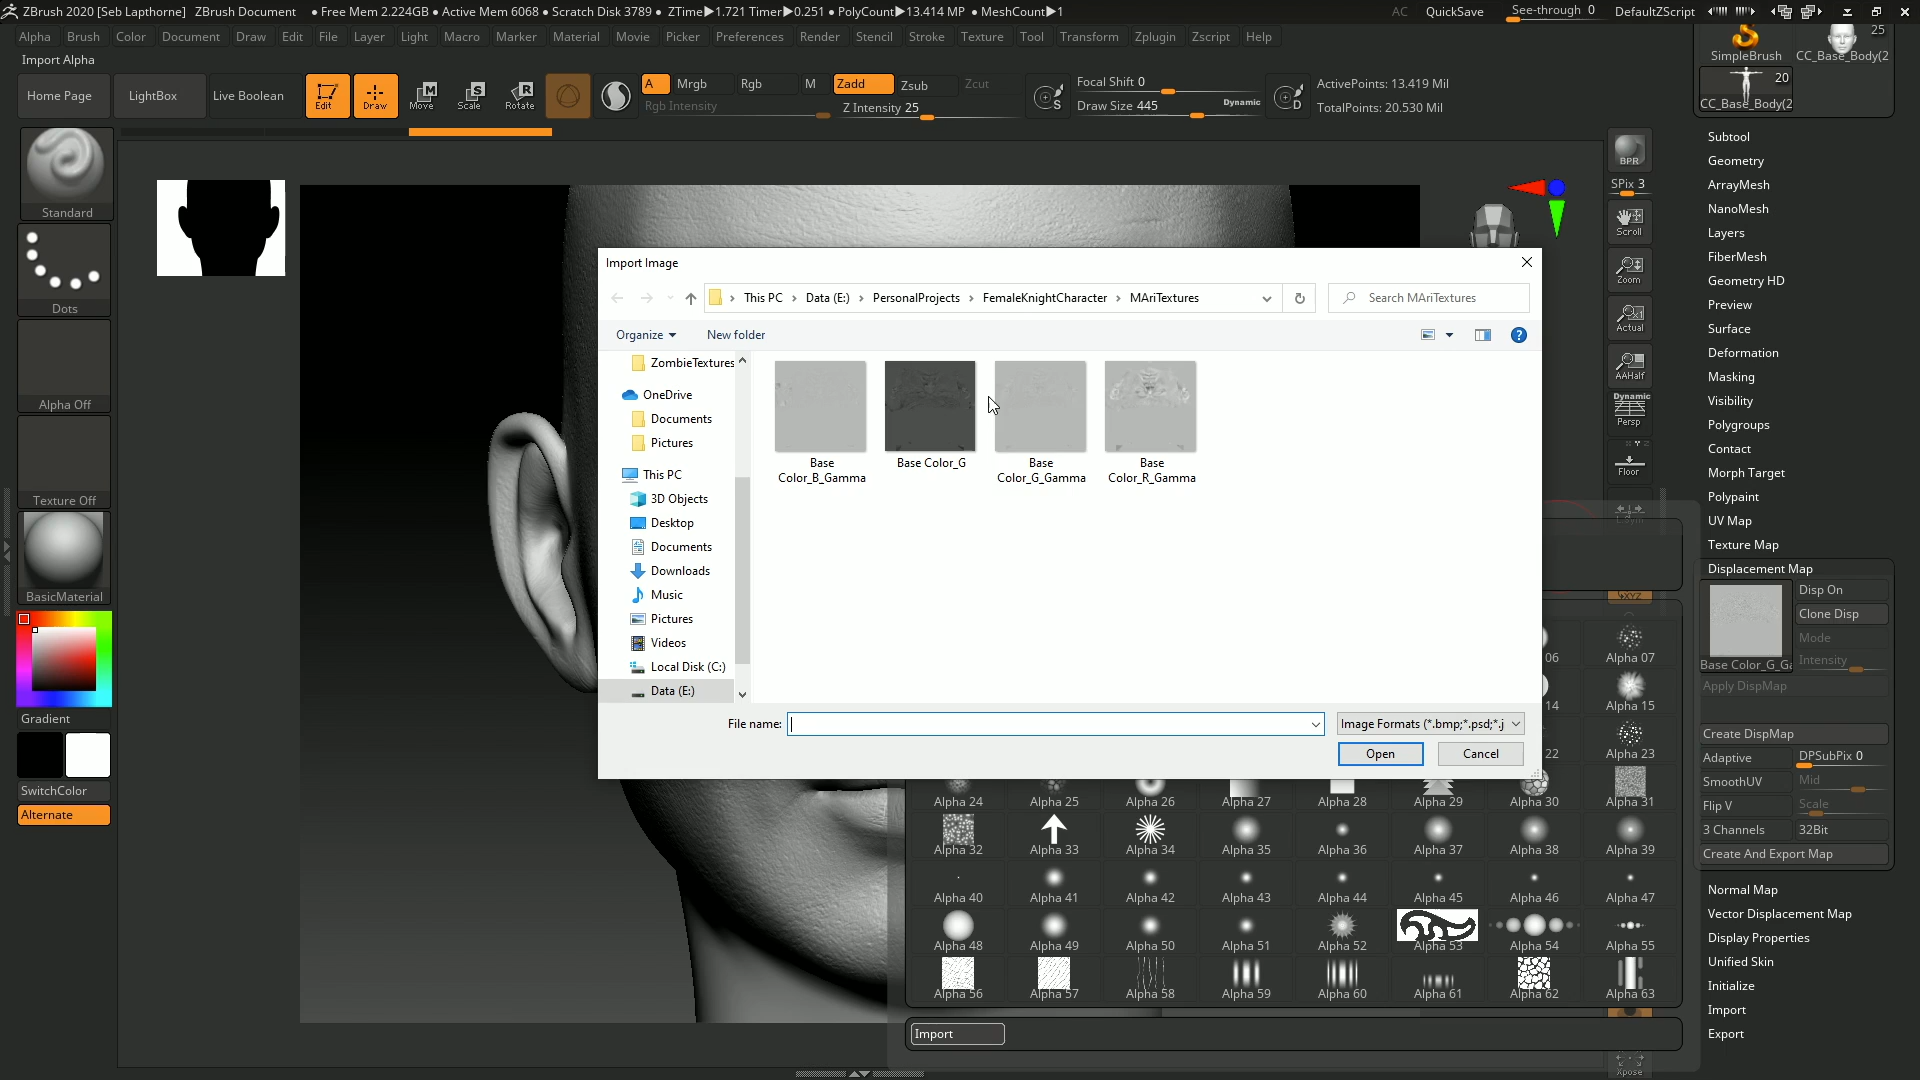 ZBrush 2020 [Seb Lapthorne] ZBrush Document • Free Mem 2.224GB • Active Mem 6068 • Scratch Disk 3789 • ZTime▶1.721 Timer▶0.251 • PolyCount▶13.414 MP • MeshCount▶1 AC QuickSave See-through 0 DefaultZScript
Alpha Brush Color Document Draw Edit File Layer Light Macro Marker Material Movie Picker Preferences Render Stencil Stroke Texture Tool Transform Zplugin Zscript Help
Import Alpha
Home Page LightBox Live Boolean Edit Draw Move Scale Rotate
A Mrgb Rgb M Zadd Zsub Zcut
Rgb Intensity Z Intensity 25
Focal Shift 0
Draw Size 445 Dynamic
ActivePoints: 13.419 Mil
TotalPoints: 20.530 Mil
SimpleBrush CC_Base_Body(2 25
20
CC_Base_Body(2
Standard
Dots
Alpha Off
Texture Off
BasicMaterial
Gradient
SwitchColor
Alternate
Import Image
This PC Data (E:) PersonalProjects FemaleKnightCharacter MAriTextures
Search MAriTextures
Organize New folder
ZombieTextures
OneDrive
Documents
Pictures
This PC
3D Objects
Desktop
Documents
Downloads
Music
Pictures
Videos
Local Disk (C:)
Data (E:)
Base Color_B_Gamma
Base Color_G
Base Color_G_Gamma
Base Color_R_Gamma
File name:
Image Formats (*.bmp;*.psd;*.j
Open Cancel
BPR
SPix 3
Scroll
Zoom
Actual
AAHalf
Dynamic
Persp
Floor
XYZ
Xpose
06 Alpha 07
14 Alpha 15
22 Alpha 23
Alpha 24 Alpha 25 Alpha 26 Alpha 27 Alpha 28 Alpha 29 Alpha 30 Alpha 31
Alpha 32 Alpha 33 Alpha 34 Alpha 35 Alpha 36 Alpha 37 Alpha 38 Alpha 39
Alpha 40 Alpha 41 Alpha 42 Alpha 43 Alpha 44 Alpha 45 Alpha 46 Alpha 47
Alpha 48 Alpha 49 Alpha 50 Alpha 51 Alpha 52 Alpha 53 Alpha 54 Alpha 55
Alpha 56 Alpha 57 Alpha 58 Alpha 59 Alpha 60 Alpha 61 Alpha 62 Alpha 63
Import
Subtool
Geometry
ArrayMesh
NanoMesh
Layers
FiberMesh
Geometry HD
Preview
Surface
Deformation
Masking
Visibility
Polygroups
Contact
Morph Target
Polypaint
UV Map
Texture Map
Displacement Map
Disp On
Clone Disp
Mode
Base Color_G_Ga Intensity
Apply DispMap
Create DispMap
Adaptive DPSubPix 0
SmoothUV Mid
Flip V Scale
3 Channels 32Bit
Create And Export Map
Normal Map
Vector Displacement Map
Display Properties
Unified Skin
Initialize
Import
Export